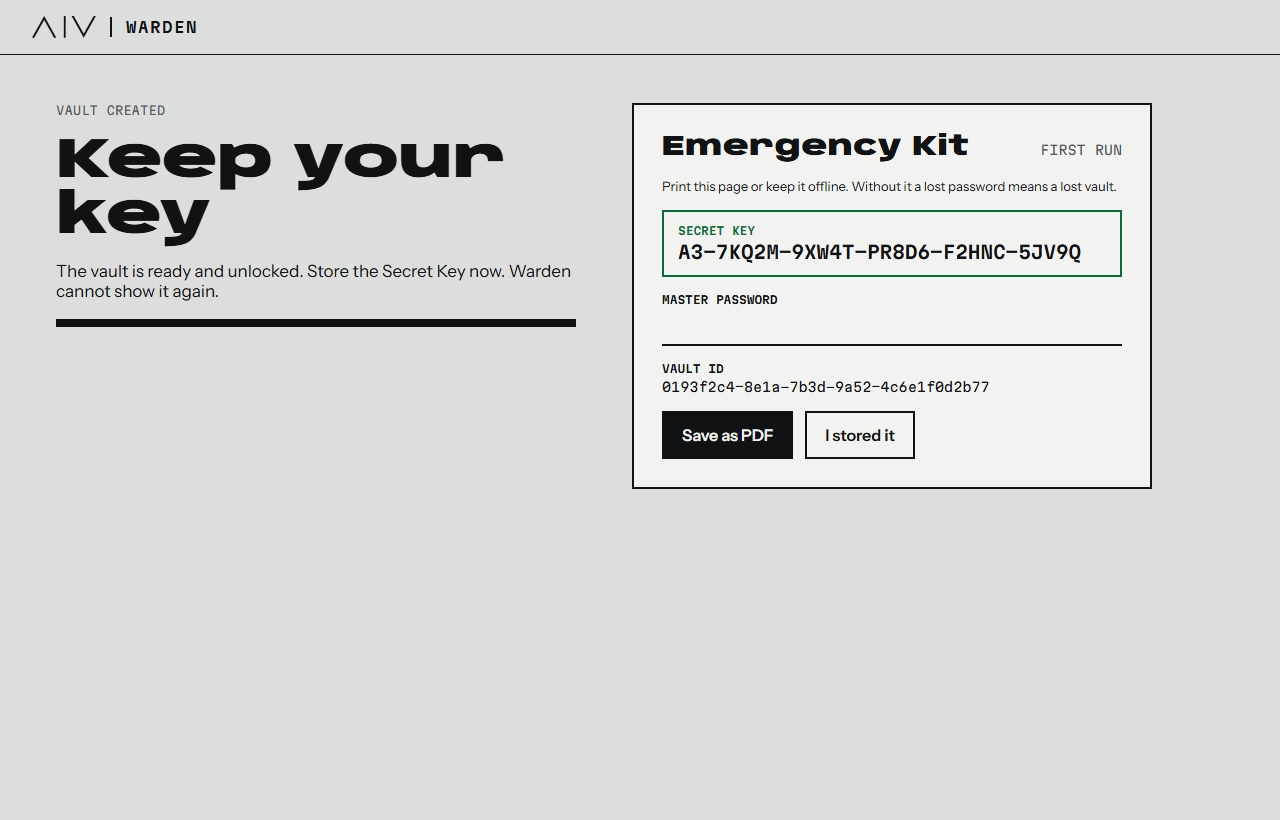 AIV | WARDEN
VAULT CREATED
Keep your
key
The vault is ready and unlocked. Store the Secret Key now. Warden
cannot show it again.
Emergency Kit
FIRST RUN
Print this page or keep it offline. Without it a lost password means a lost vault.
SECRET KEY
A3-7KQ2M-9XW4T-PR8D6-F2HNC-5JV9Q
MASTER PASSWORD
VAULT ID
0193f2c4-8e1a-7b3d-9a52-4c6e1f0d2b77
Save as PDF
I stored it